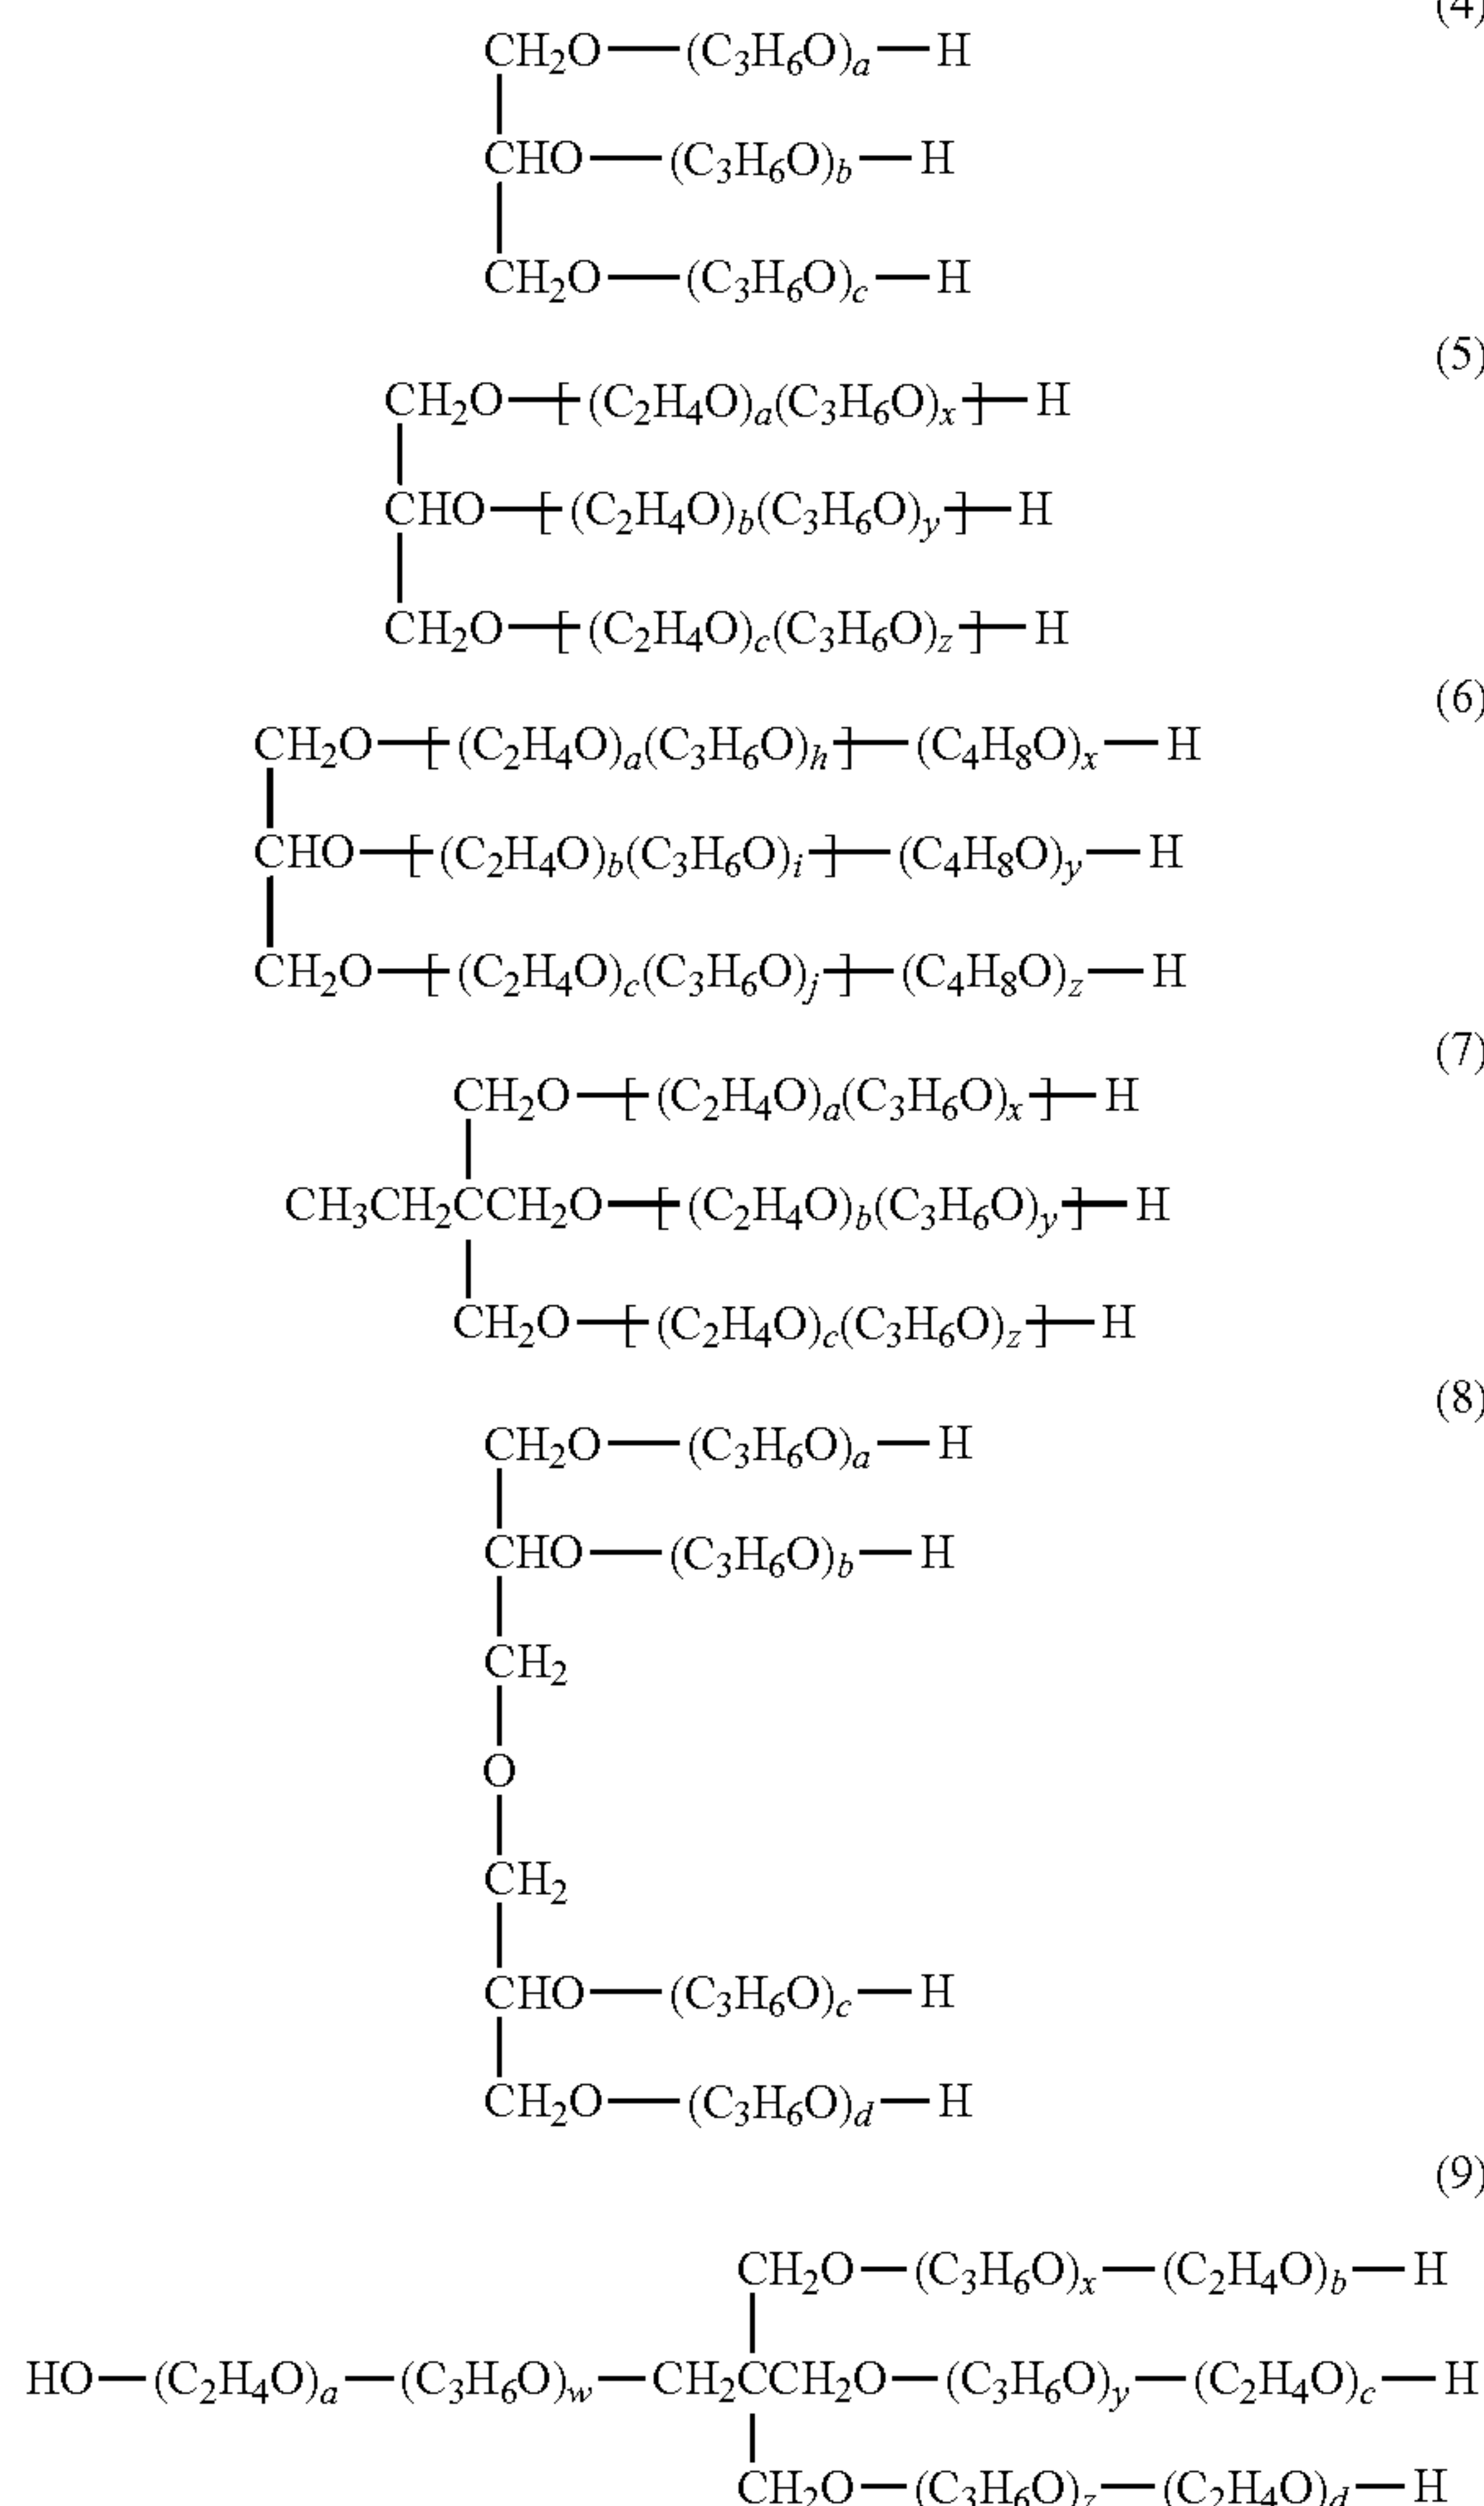 (4)
CH₂O—(C₃H₆O)a—H
CHO—(C₃H₆O)b—H
CH₂O—(C₃H₆O)c—H
(5)
CH₂O—[(C₂H₄O)a(C₃H₆O)x]—H
CHO—[(C₂H₄O)b(C₃H₆O)y]—H
CH₂O—[(C₂H₄O)c(C₃H₆O)z]—H
(6)
CH₂O—[(C₂H₄O)a(C₃H₆O)h]—(C₄H₈O)x—H
CHO—[(C₂H₄O)b(C₃H₆O)i]—(C₄H₈O)y—H
CH₂O—[(C₂H₄O)c(C₃H₆O)j]—(C₄H₈O)z—H
(7)
CH₂O—[(C₂H₄O)a(C₃H₆O)x]—H
CH₃CH₂CCH₂O—[(C₂H₄O)b(C₃H₆O)y]—H
CH₂O—[(C₂H₄O)c(C₃H₆O)z]—H
(8)
CH₂O—(C₃H₆O)a—H
CHO—(C₃H₆O)b—H
CH₂
O
CH₂
CHO—(C₃H₆O)c—H
CH₂O—(C₃H₆O)d—H
(9)
CH₂O—(C₃H₆O)x—(C₂H₄O)b—H
HO—(C₂H₄O)a—(C₃H₆O)w—CH₂CCH₂O—(C₃H₆O)y—(C₂H₄O)c—H
CH₂O—(C₃H₆O)z—(C₂H₄O)d—H